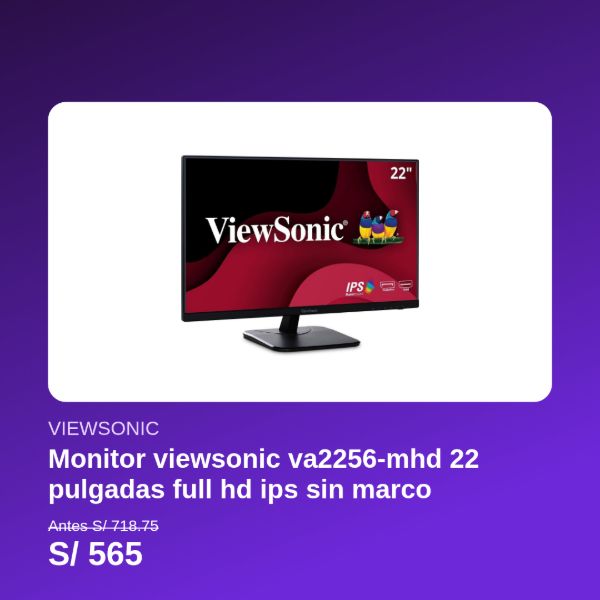 22"
ViewSonic®
IPS
VIEWSONIC
Monitor viewsonic va2256-mhd 22
pulgadas full hd ips sin marco
Antes S/ 718.75
S/ 565